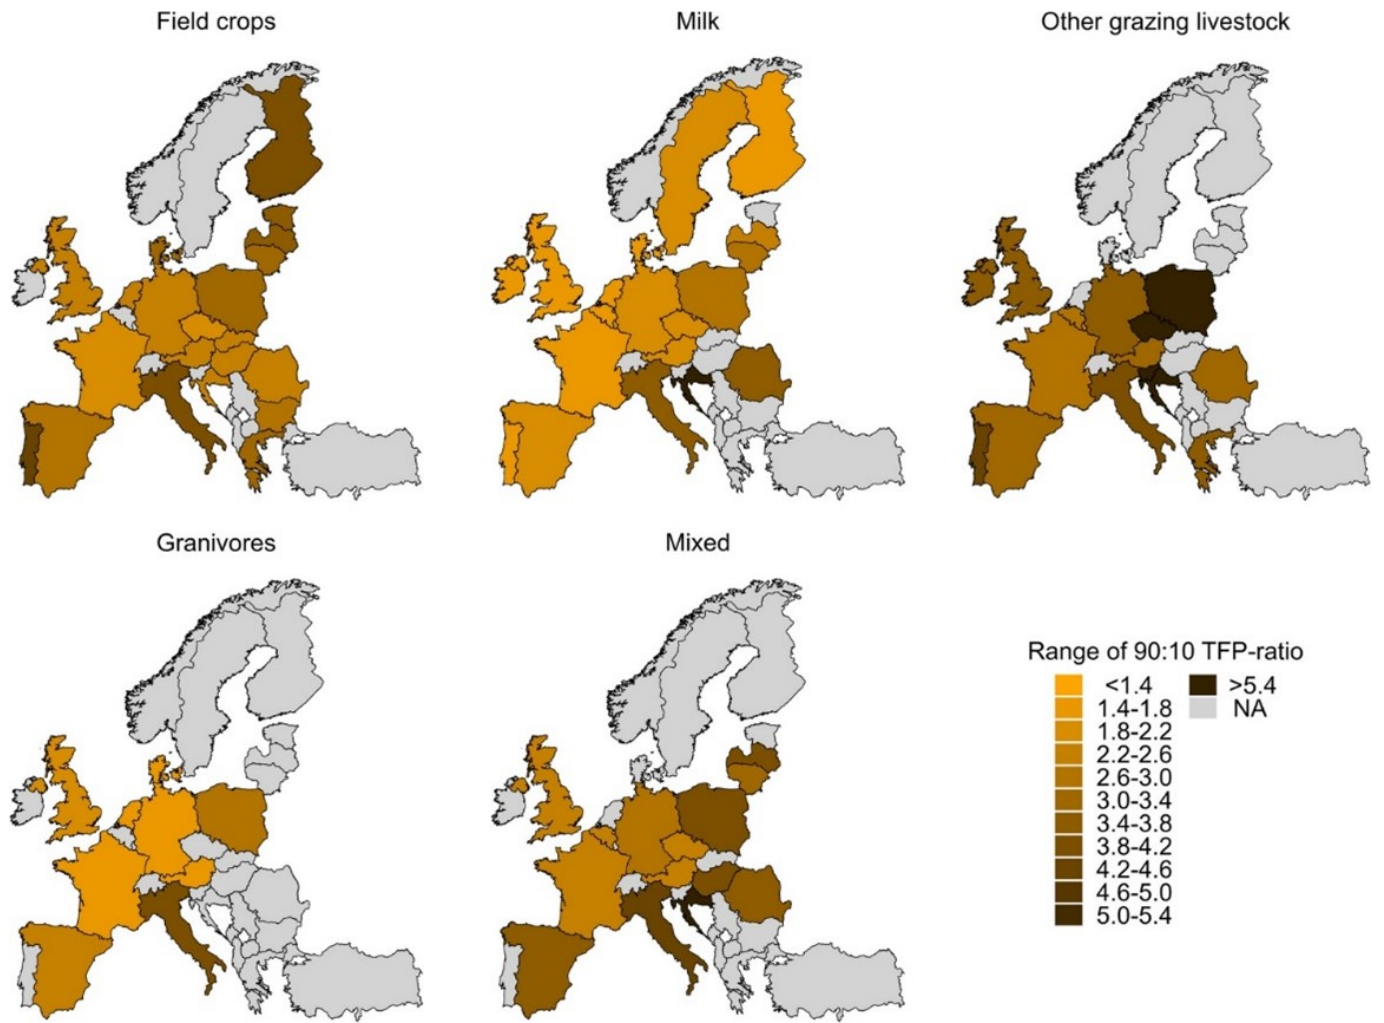 Field crops
Milk
Other grazing livestock
Granivores
Mixed
Range of 90:10 TFP-ratio
<1.4
1.4-1.8
1.8-2.2
2.2-2.6
2.6-3.0
3.0-3.4
3.4-3.8
3.8-4.2
4.2-4.6
4.6-5.0
5.0-5.4
>5.4
NA